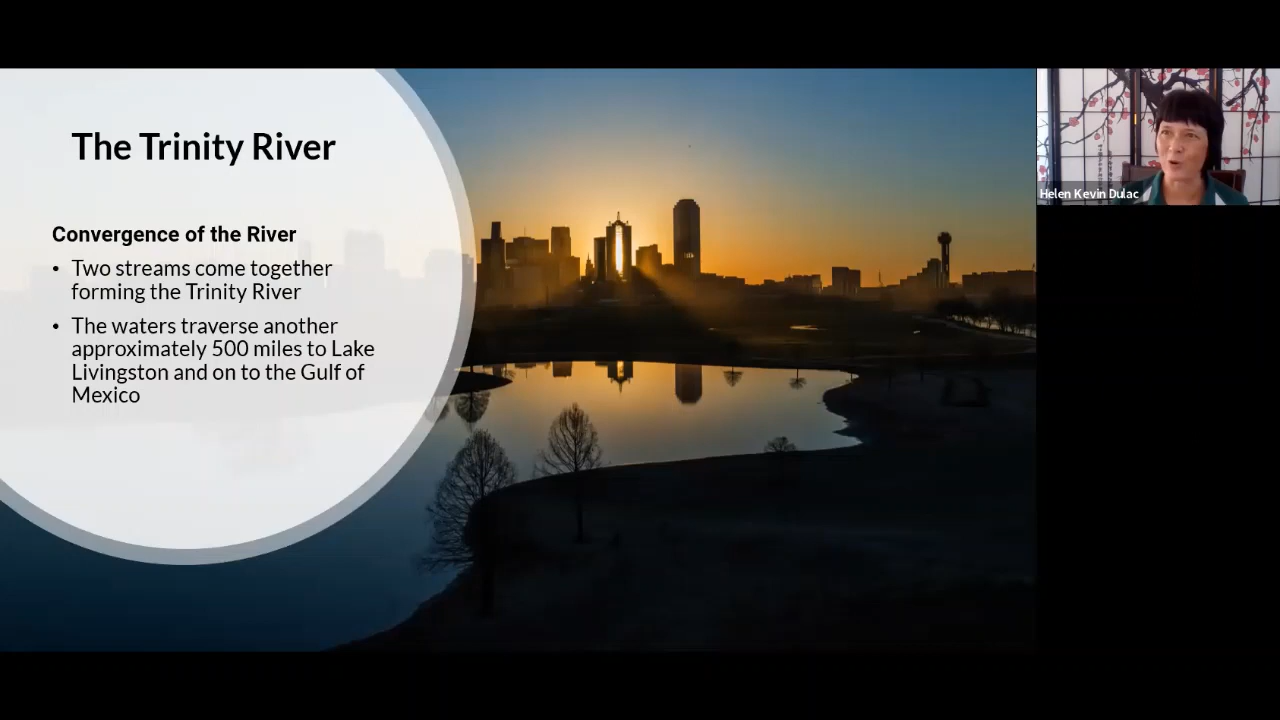 The Trinity River
Convergence of the River
• Two streams come together
forming the Trinity River
• The waters traverse another
approximately 500 miles to Lake
Livingston and on to the Gulf of
Mexico
Helen Kevin Dulac